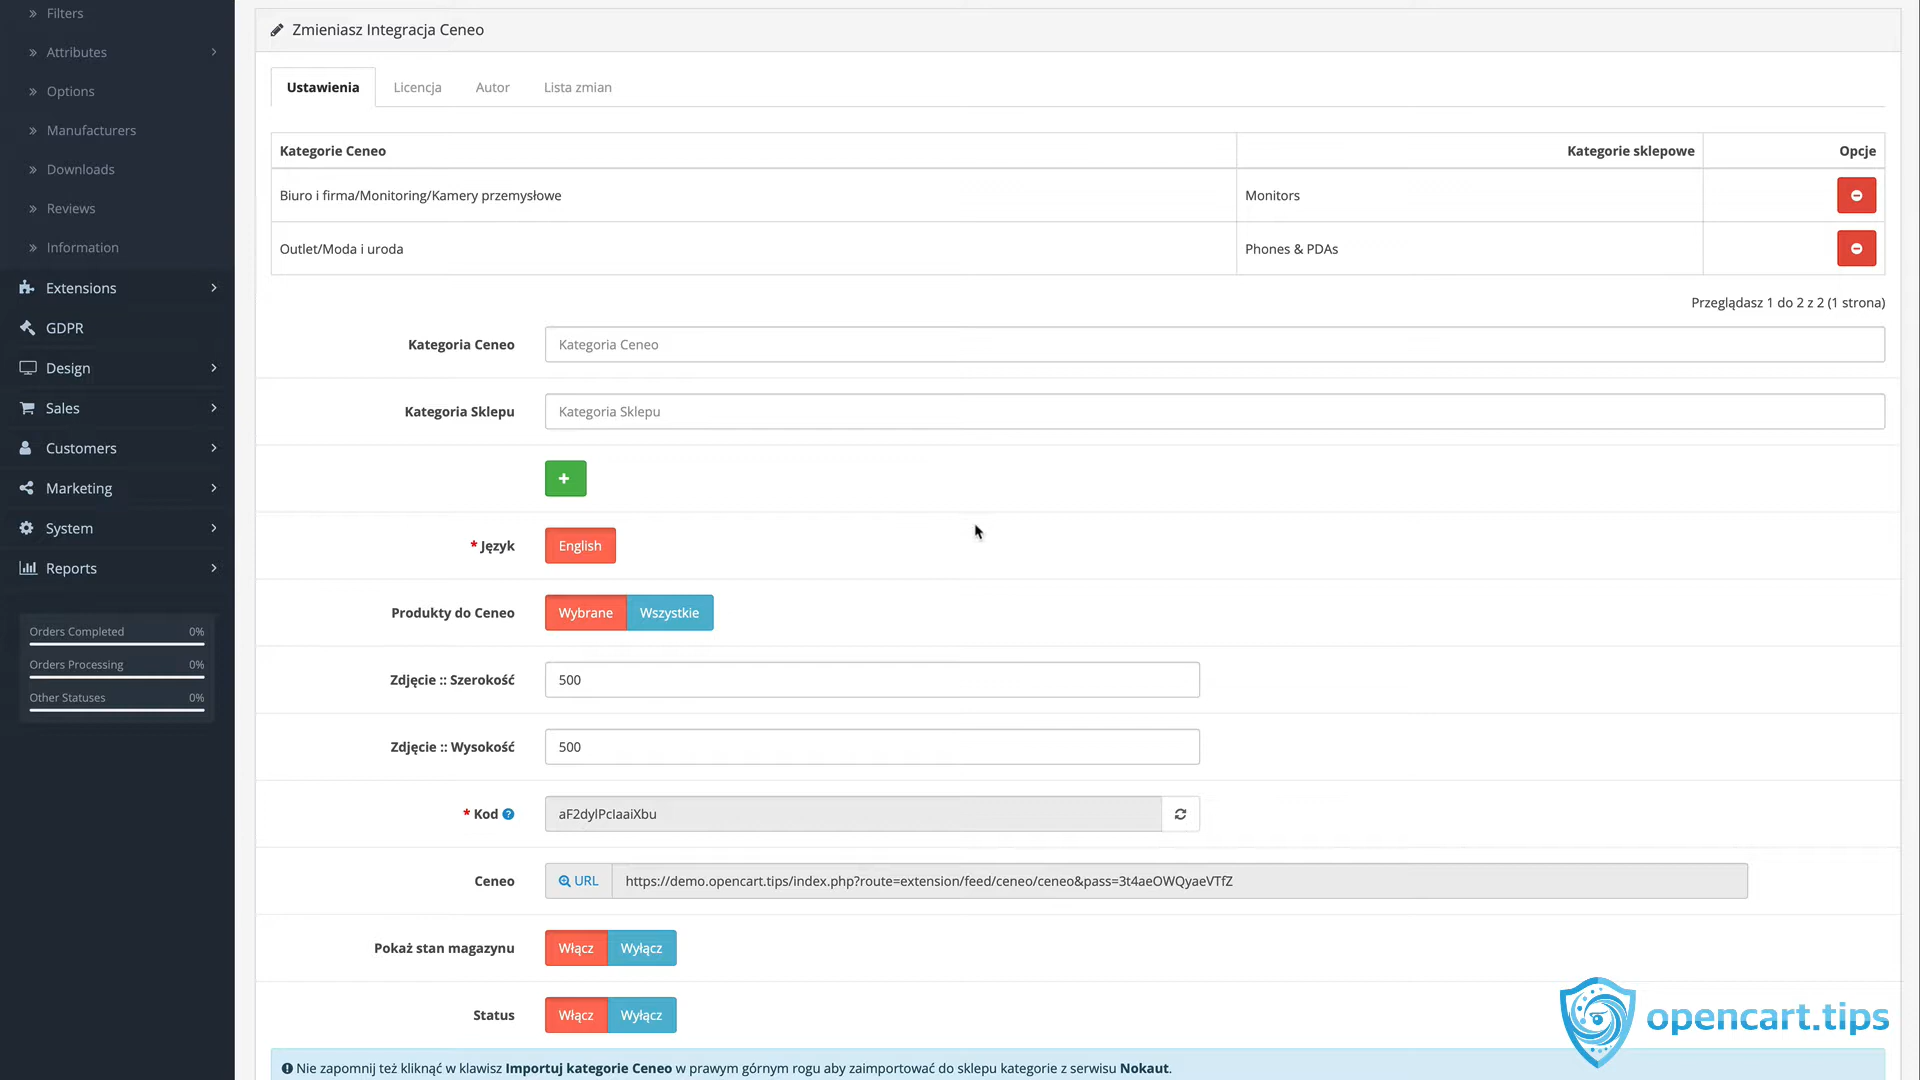 Filters
Attributes
Options
Manufacturers
Downloads
Reviews
Information
Extensions
GDPR
Design
Sales
Customers
Marketing
System
Reports
Orders Completed 0%
Orders Processing 0%
Other Statuses 0%
Zmieniasz Integracja Ceneo
Ustawienia Licencja Autor Lista zmian
Kategorie Ceneo Kategorie sklepowe Opcje
Biuro i firma/Monitoring/Kamery przemysłowe Monitors
Outlet/Moda i uroda Phones & PDAs
Przeglądasz 1 do 2 z 2 (1 strona)
Kategoria Ceneo Kategoria Ceneo
Kategoria Sklepu Kategoria Sklepu
* Język English
Produkty do Ceneo Wybrane Wszystkie
Zdjęcie :: Szerokość 500
Zdjęcie :: Wysokość 500
* Kod aF2dylPcIaaiXbu
Ceneo URL https://demo.opencart.tips/index.php?route=extension/feed/ceneo/ceneo&pass=3t4aeOWQyaeVTfZ
Pokaż stan magazynu Włącz Wyłącz
Status Włącz Wyłącz
Nie zapomnij też kliknąć w klawisz Importuj kategorie Ceneo w prawym górnym rogu aby zaimportować do sklepu kategorie z serwisu Nokaut.
opencart.tips